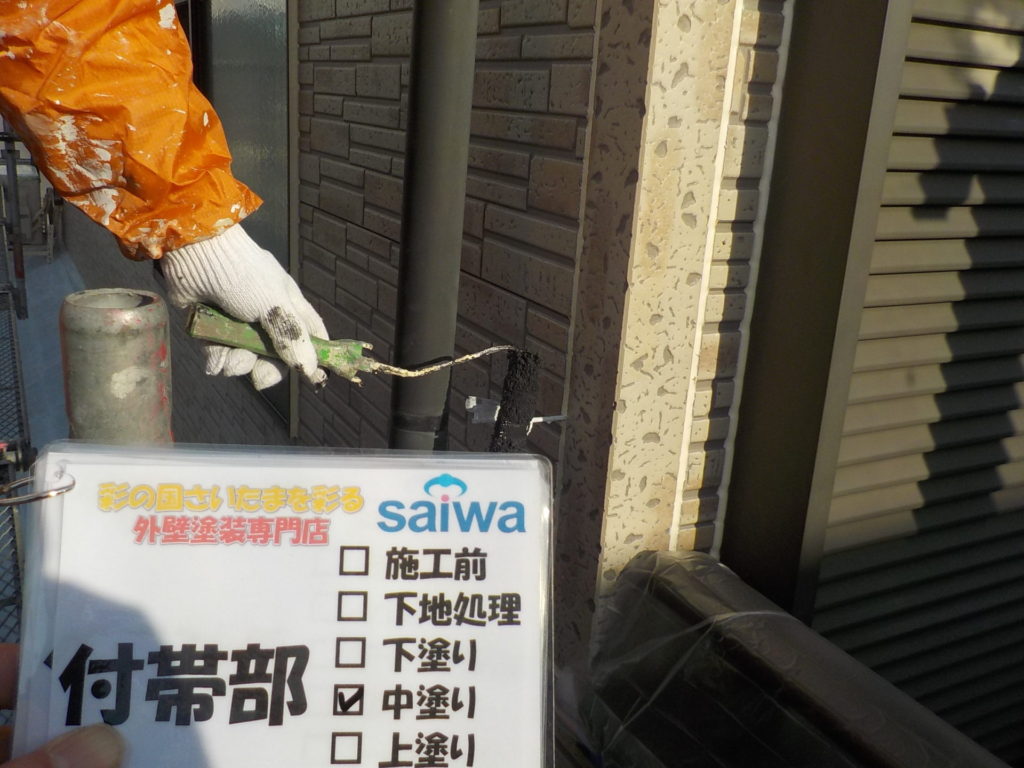 彩の国さいたまを彩る
外壁塗装専門店
saiwa
付帯部
☐ 施工前
☐ 下地処理
☐ 下塗り
☑ 中塗り
☐ 上塗り